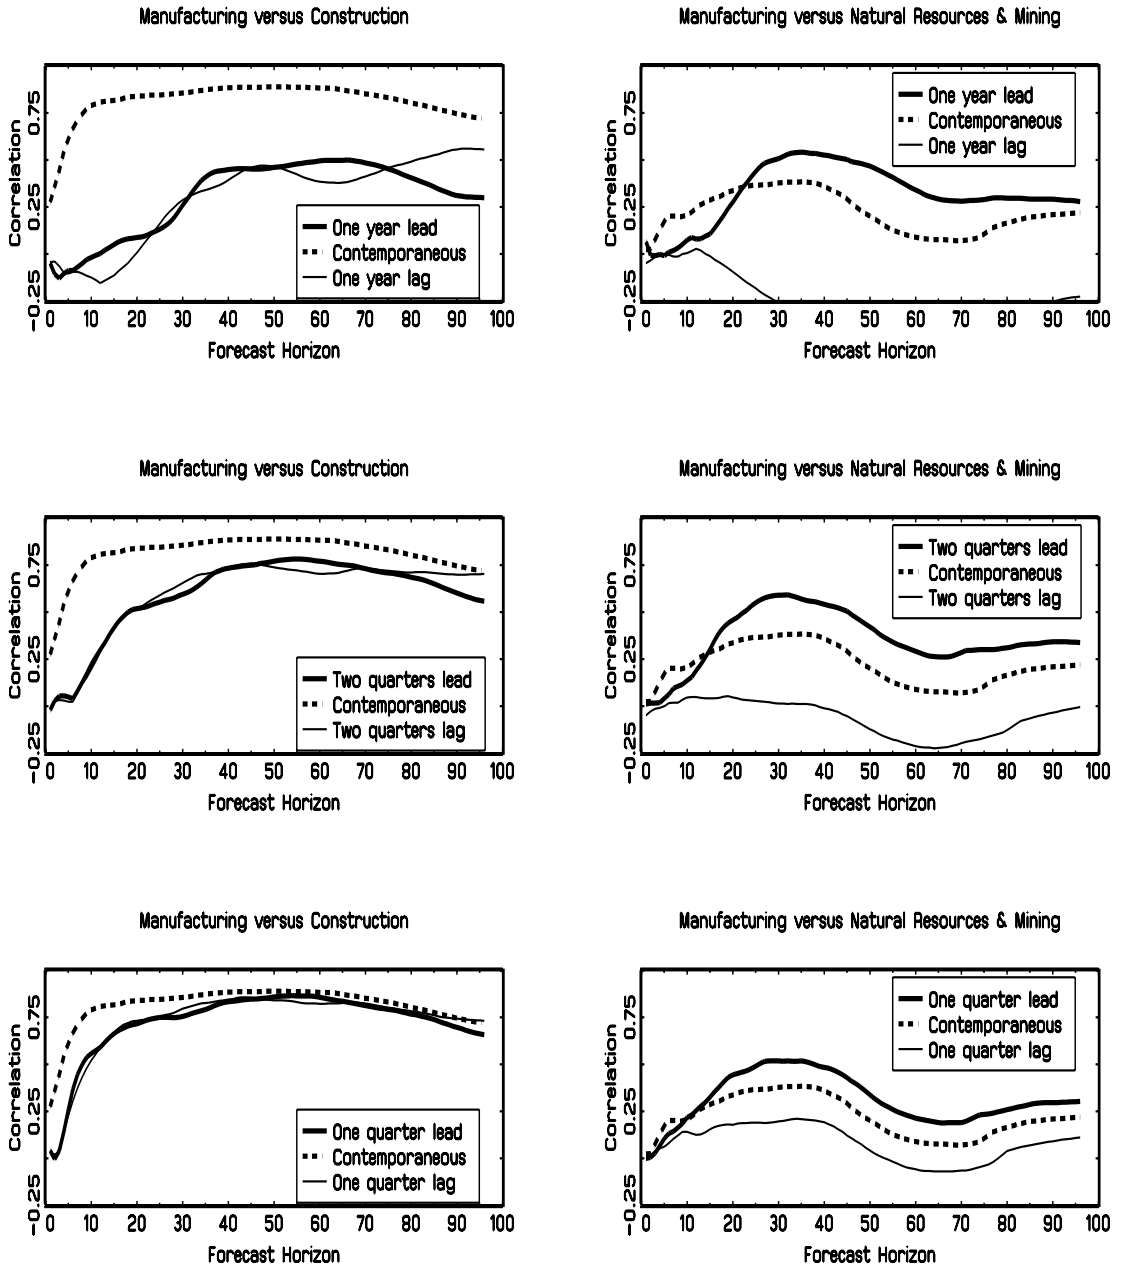 Manufacturing versus Construction
Correlation
-0.25 0.25 0.75
One year lead
Contemporaneous
One year lag
0 10 20 30 40 50 60 70 80 90 100
Forecast Horizon
Manufacturing versus Natural Resources & Mining
Correlation
-0.25 0.25 0.75
One year lead
Contemporaneous
One year lag
0 10 20 30 40 50 60 70 80 90 100
Forecast Horizon
Manufacturing versus Construction
Correlation
-0.25 0.25 0.75
Two quarters lead
Contemporaneous
Two quarters lag
0 10 20 30 40 50 60 70 80 90 100
Forecast Horizon
Manufacturing versus Natural Resources & Mining
Correlation
-0.25 0.25 0.75
Two quarters lead
Contemporaneous
Two quarters lag
0 10 20 30 40 50 60 70 80 90 100
Forecast Horizon
Manufacturing versus Construction
Correlation
-0.25 0.25 0.75
One quarter lead
Contemporaneous
One quarter lag
0 10 20 30 40 50 60 70 80 90 100
Forecast Horizon
Manufacturing versus Natural Resources & Mining
Correlation
-0.25 0.25 0.75
One quarter lead
Contemporaneous
One quarter lag
0 10 20 30 40 50 60 70 80 90 100
Forecast Horizon